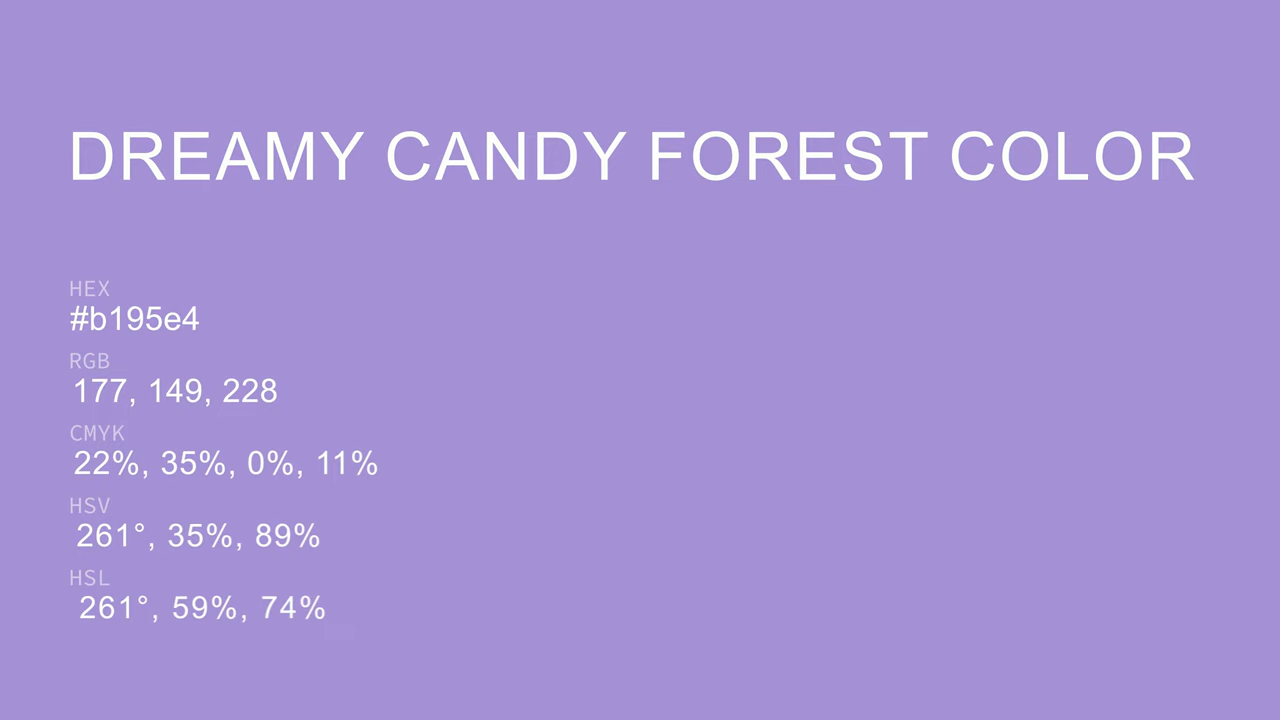 DREAMY CANDY FOREST COLOR
HEX
#b195e4
RGB
177, 149, 228
CMYK
22%, 35%, 0%, 11%
HSV
261°, 35%, 89%
HSL
261°, 59%, 74%